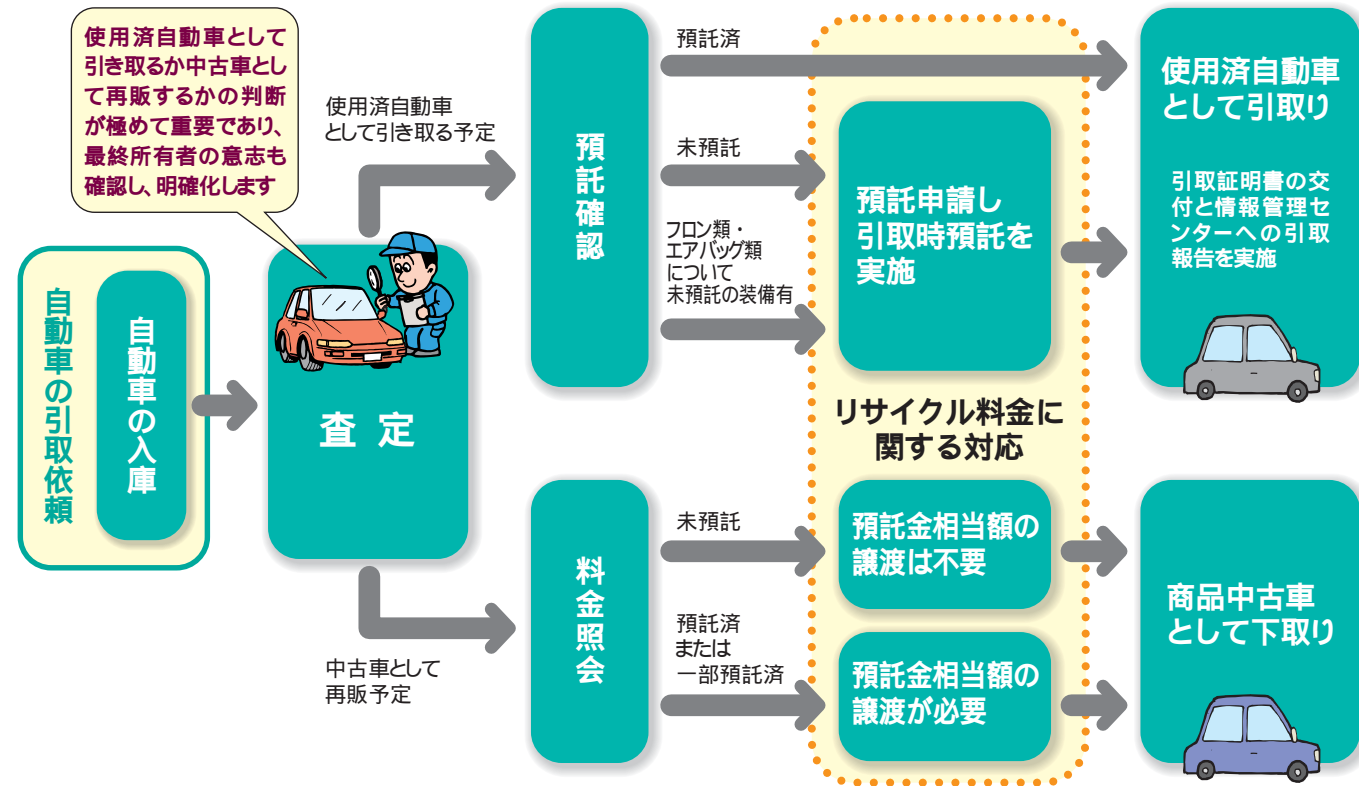 使用済自動車として
引き取るか中古車とし
て再販するかの判断
が極めて重要であり、
最終所有者の意志も
確認し、明確化します
自動車の引取依頼
自動車の入庫
査定
使用済自動車
として引き取る予定
中古車として
再販予定
預託確認
預託済
未預託
フロン類・
エアバッグ類
について
未預託の装備有
料金照会
未預託
預託済
または
一部預託済
預託申請し
引取時預託を
実施
リサイクル料金に
関する対応
預託金相当額の
譲渡は不要
預託金相当額の
譲渡が必要
使用済自動車
として引取り
引取証明書の交
付と情報管理セ
ンターへの引取
報告を実施
商品中古車
として下取り